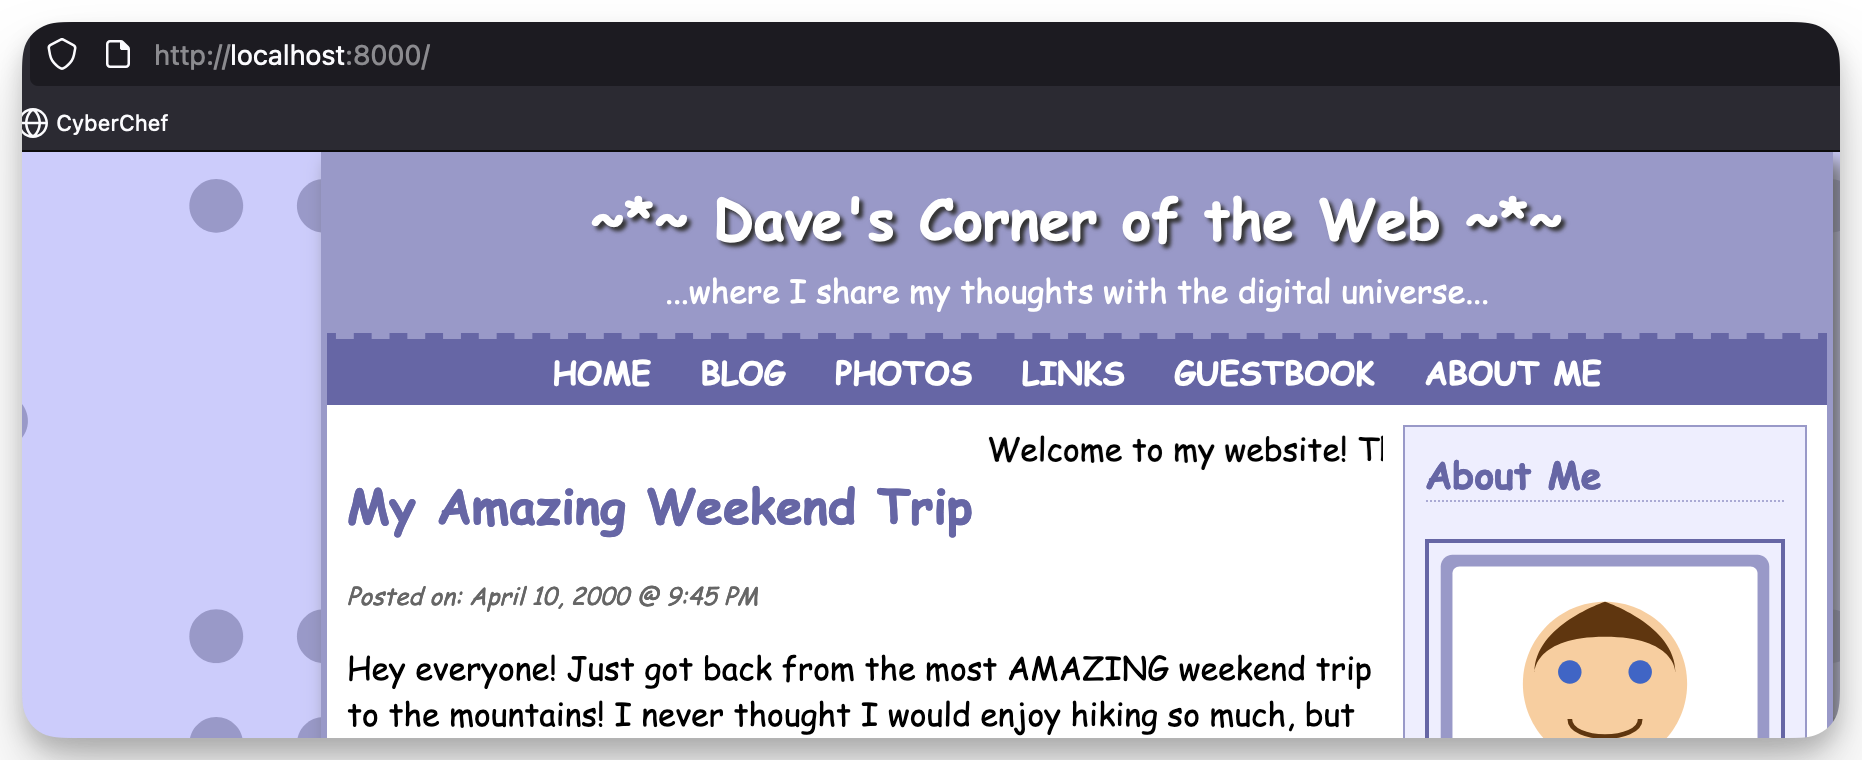 http://localhost:8000/
CyberChef
~*~ Dave's Corner of the Web ~*~
...where I share my thoughts with the digital universe...
HOME BLOG PHOTOS LINKS GUESTBOOK ABOUT ME
Welcome to my website!
My Amazing Weekend Trip
Posted on: April 10, 2000 @ 9:45 PM
Hey everyone! Just got back from the most AMAZING weekend trip
to the mountains! I never thought I would enjoy hiking so much, but
About Me